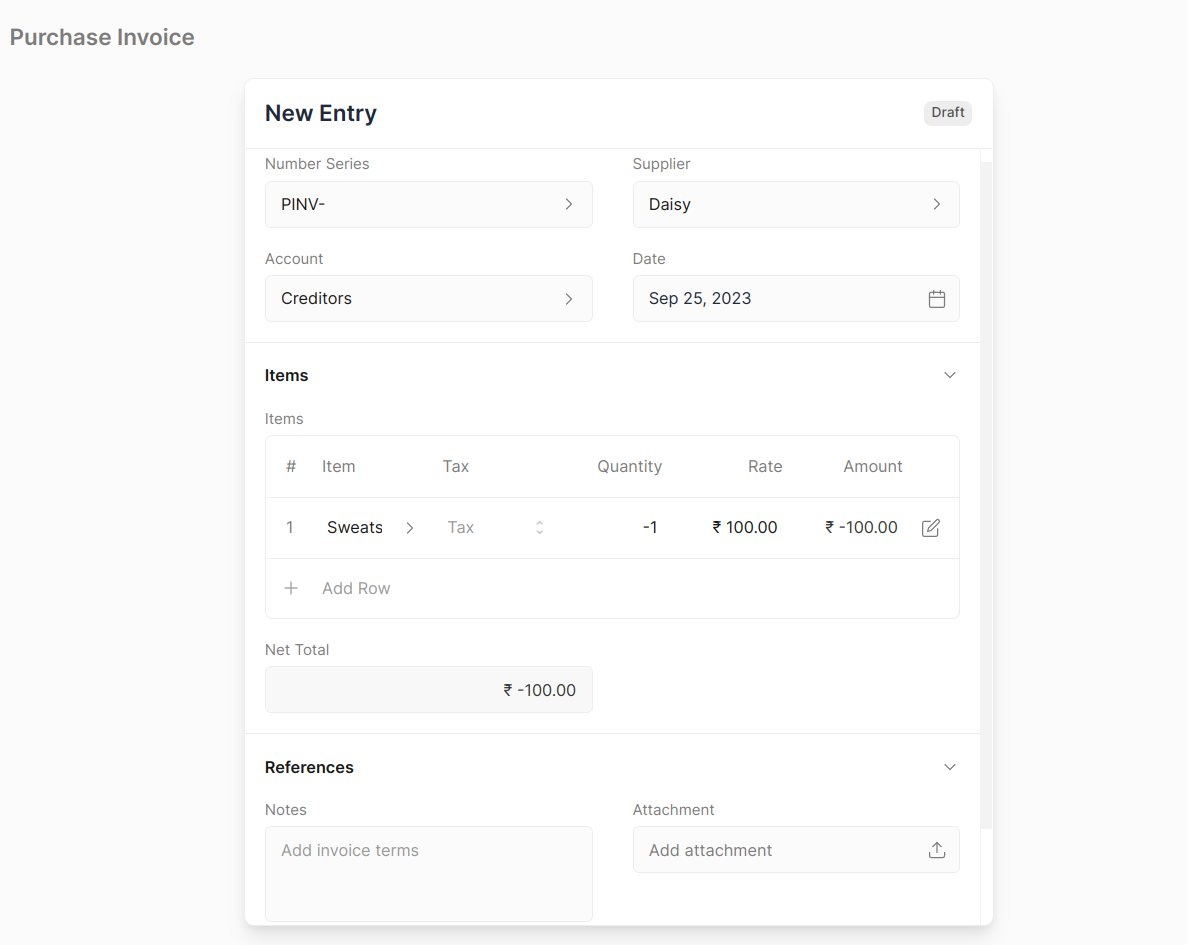 Purchase Invoice
New Entry
Draft
Number Series
Supplier
PINV-
Daisy
Account
Date
Creditors
Sep 25, 2023
Items
Items
# Item Tax Quantity Rate Amount
1 Sweats Tax -1 ₹ 100.00 ₹ -100.00
+ Add Row
Net Total
₹ -100.00
References
Notes
Attachment
Add invoice terms
Add attachment